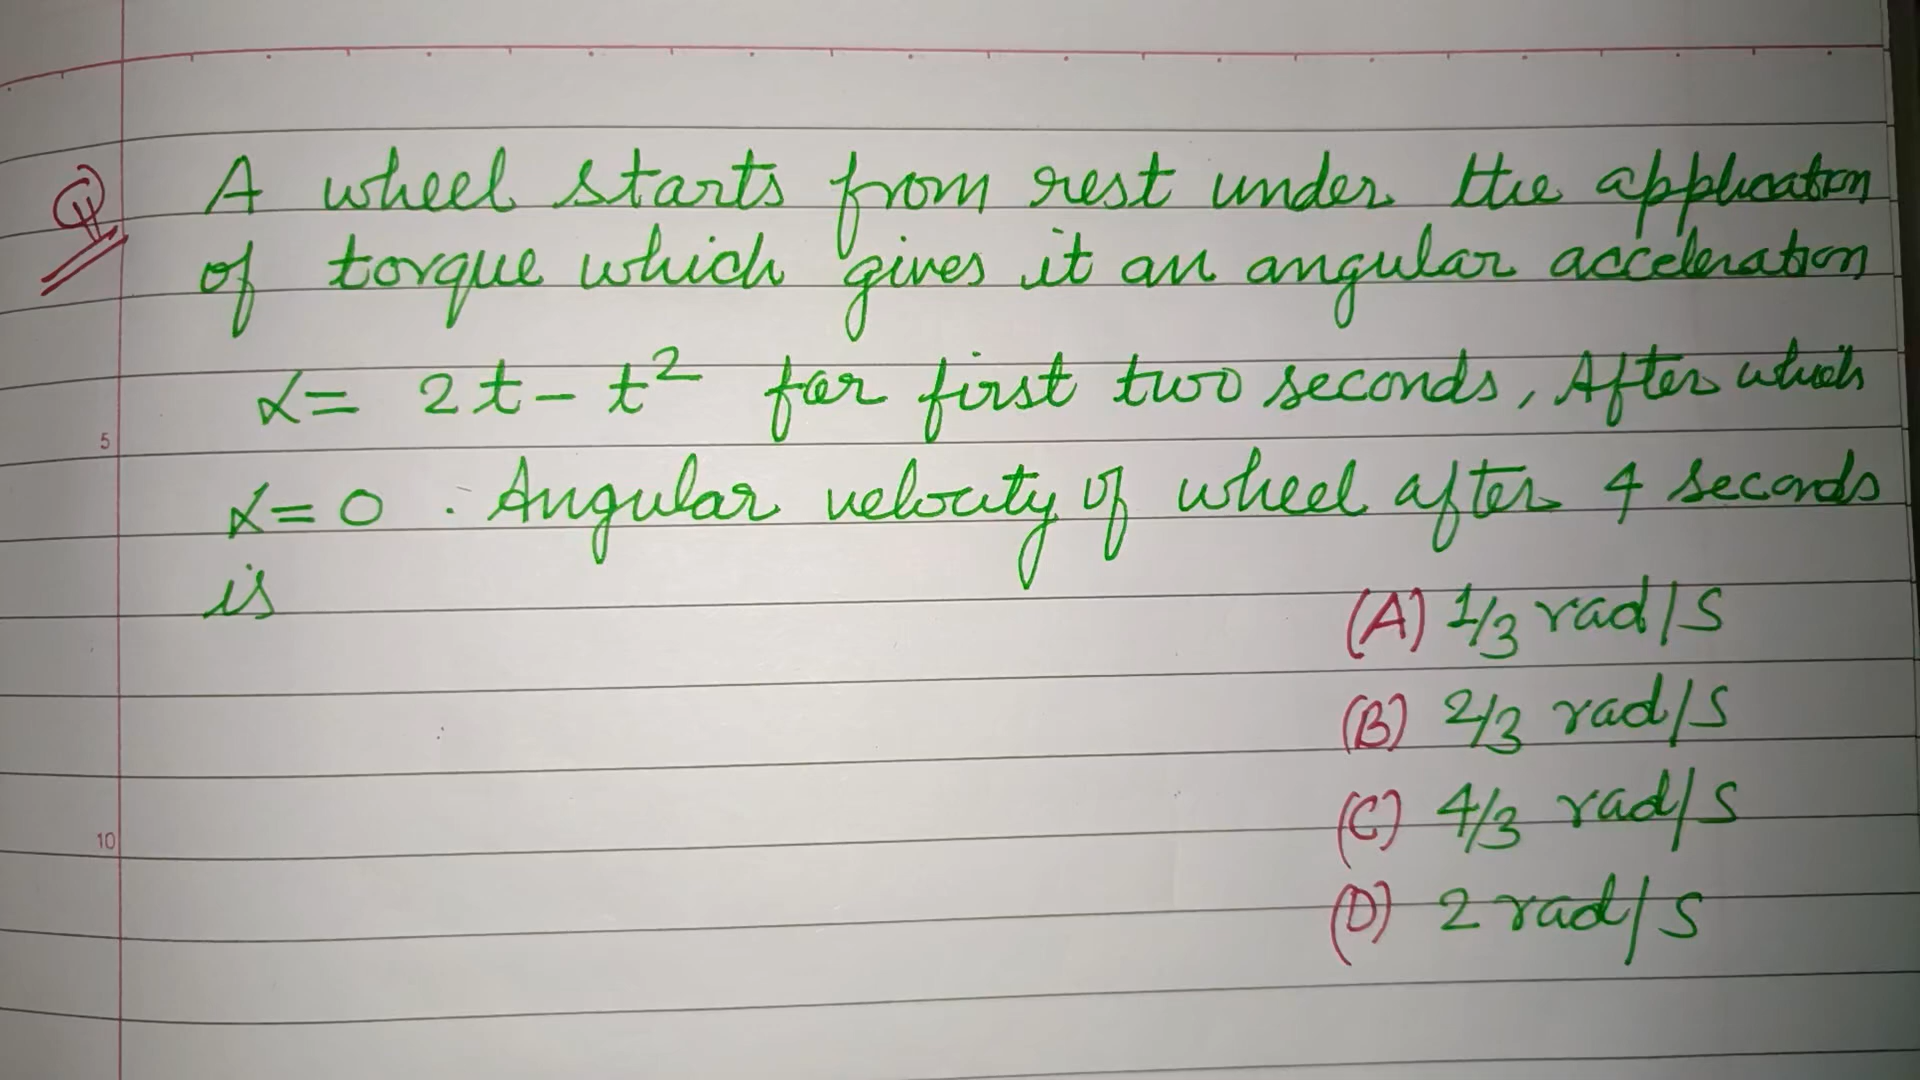 Q A wheel starts from rest under the application
of torque which gives it an angular acceleration
α = 2t - t² for first two seconds, After which
5
α = 0 . Angular velocity of wheel after 4 seconds
is
(A) 1/3 rad/s
(B) 2/3 rad/s
(C) 4/3 rad/s
10
(D) 2 rad/s